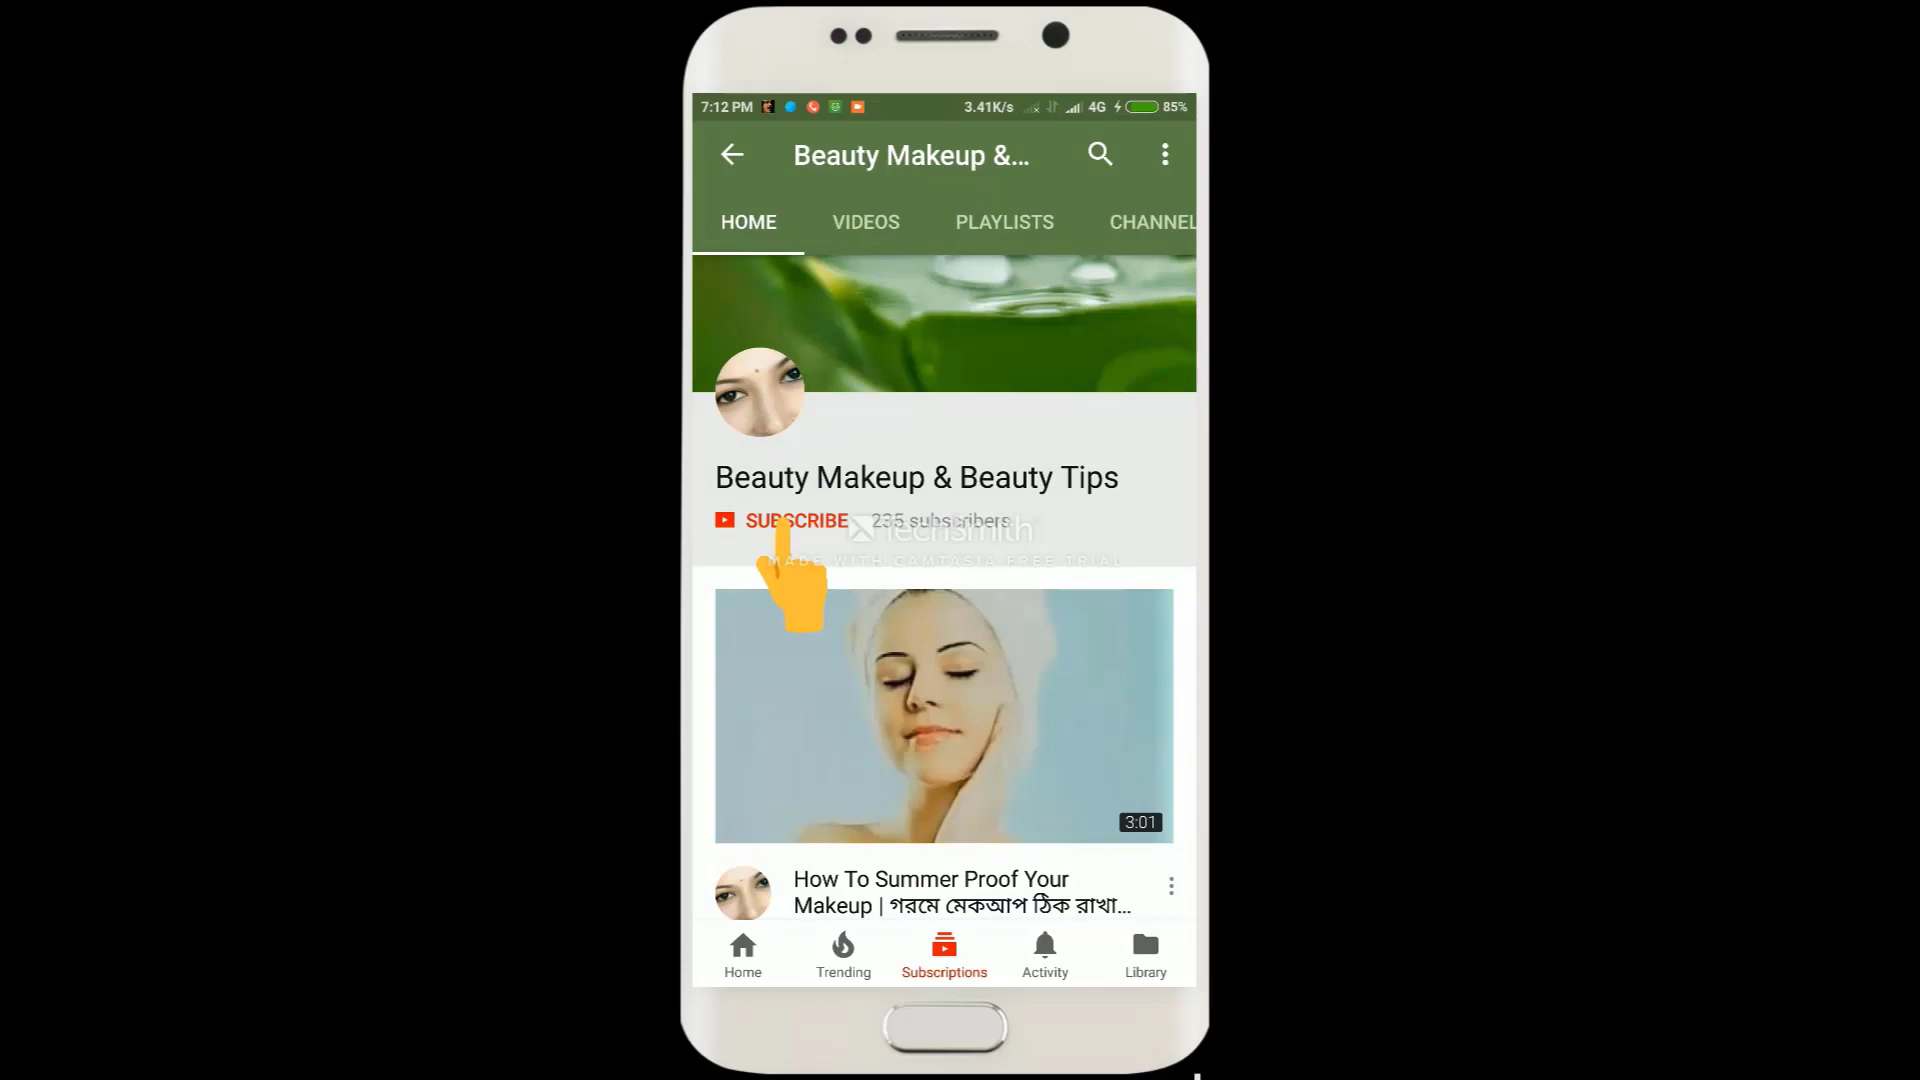 7:12 PM 3.41K/s 4G 85%
Beauty Makeup &...
HOME VIDEOS PLAYLISTS CHANNEL
Beauty Makeup & Beauty Tips
SUBSCRIBE 235 subscribers
TechSmith
MADE WITH CAMTASIA FREE TRIAL
3:01
How To Summer Proof Your
Makeup | গরমে মেকআপ ঠিক রাখা...
Home Trending Subscriptions Activity Library